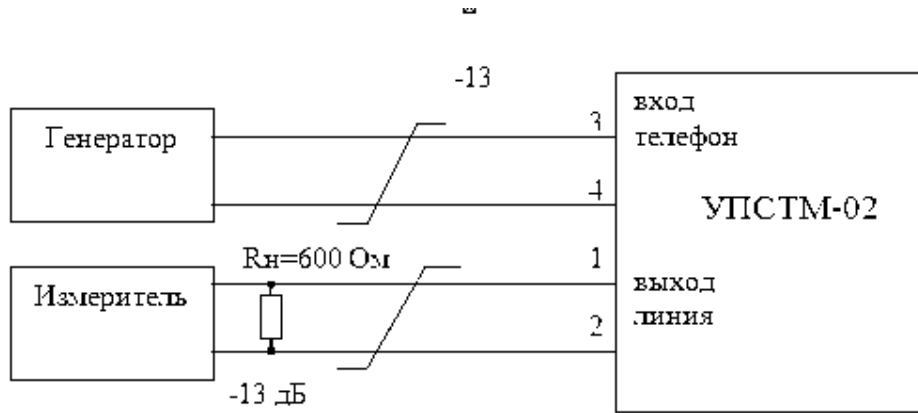 -13
Генератор
3
вход
телефон
4
УПСТМ-02
Rн=600 Ом
1
Измеритель
выход
линия
2
-13 дБ